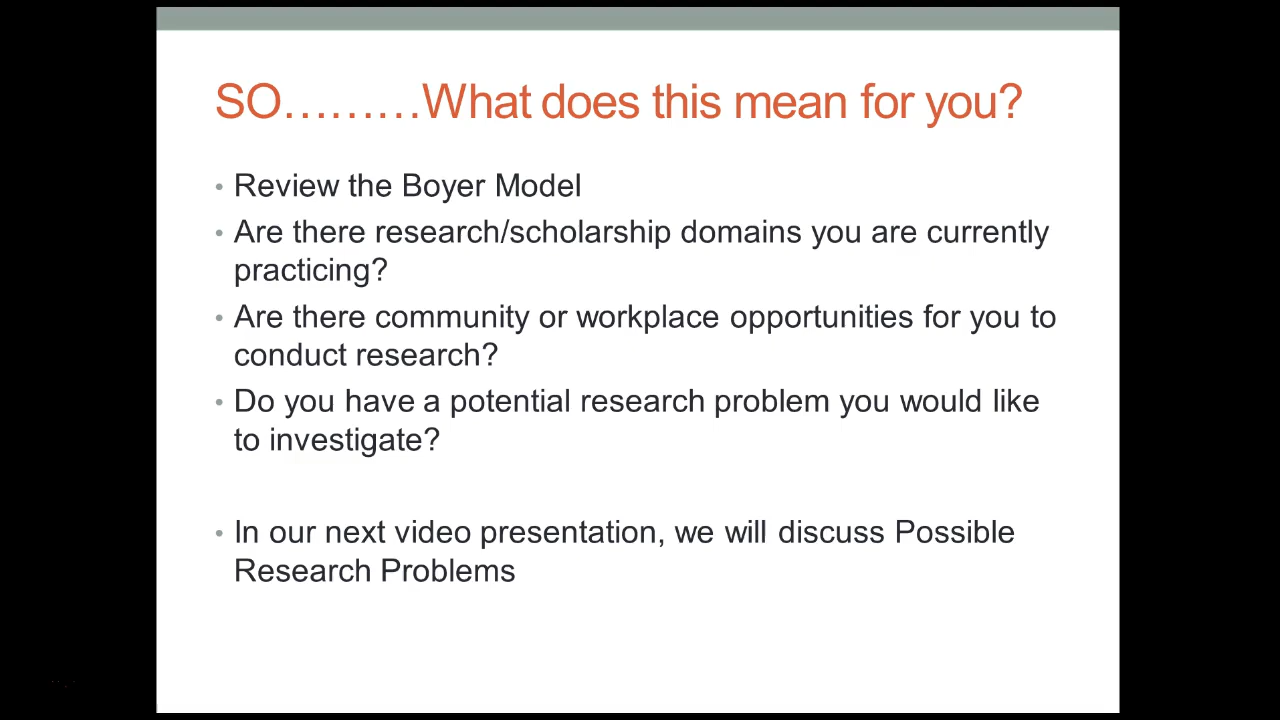 SO………What does this mean for you?
• Review the Boyer Model
• Are there research/scholarship domains you are currently
practicing?
• Are there community or workplace opportunities for you to
conduct research?
• Do you have a potential research problem you would like
to investigate?
• In our next video presentation, we will discuss Possible
Research Problems